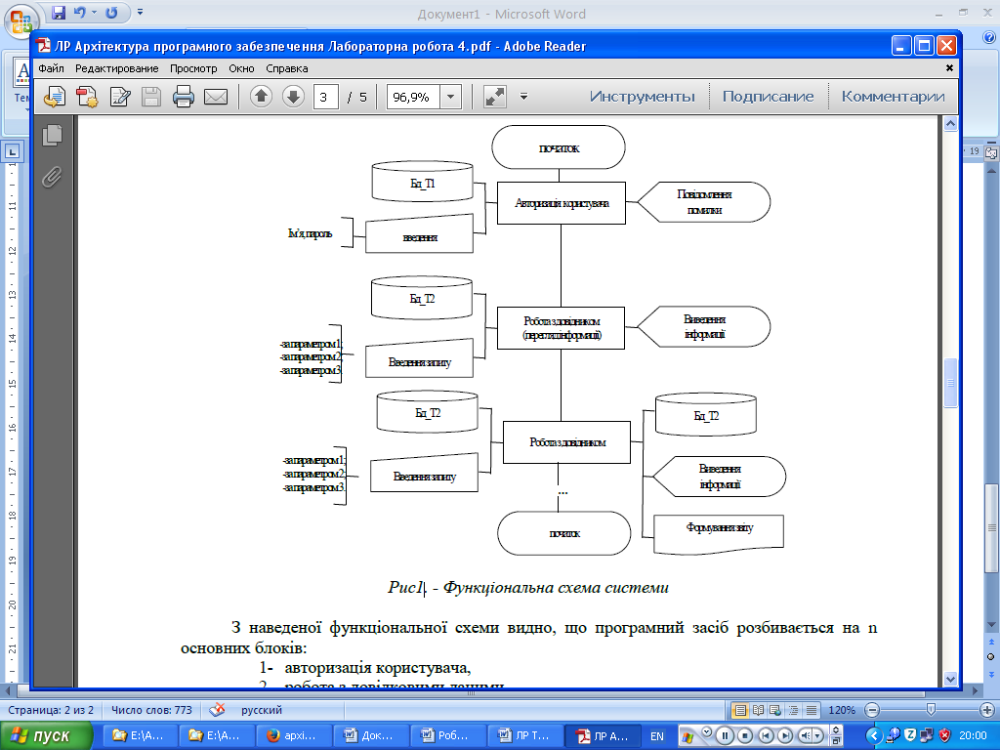 Документ1 - Microsoft Word
ЛР Архітектура програмного забезпечення Лабораторна робота 4.pdf - Adobe Reader
Файл Редактирование Просмотр Окно Справка
3 / 5 96,9% Инструменты Подписание Комментарии
початок
Бд_Т1
Авторизація користувача
Повідомлення
помилки
Ім'я, пароль
введення
Бд_Т2
Робота з довідником
(перегляд інформації)
Виведення
інформації
-за параметром 1;
-за параметром 2;
-за параметром 3.
Введення запиту
Бд_Т2
Робота з довідником
Бд_Т2
-за параметром 1;
-за параметром 2;
-за параметром 3.
Введення запиту
Виведення
інформації
...
початок
Формування звіту
Рис1. - Функціональна схема системи
З наведеної функціональної схеми видно, що програмний засіб розбивається на n
основних блоків:
1- авторизація користувача,
2 робота з довідковими даними
Страница: 2 из 2 Число слов: 773 русский 120%
пуск E:\A... E:\A... архі... Док... Роб... ЛР Т... ЛР А... EN 20:00